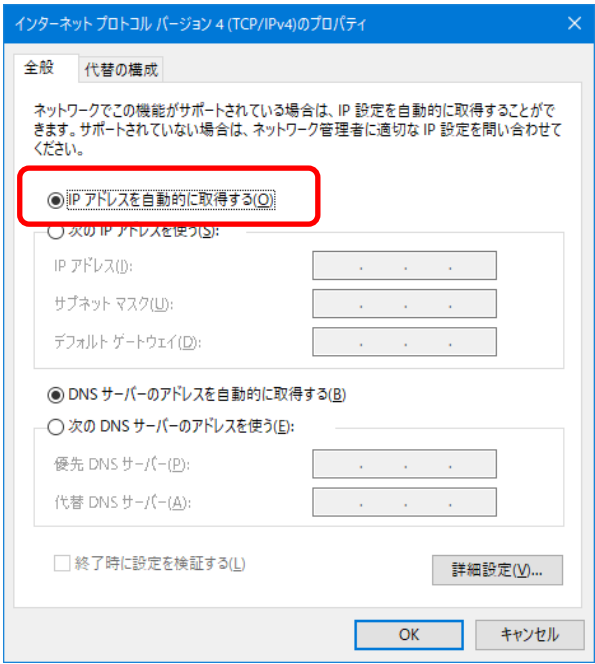 インターネット プロトコル バージョン 4 (TCP/IPv4)のプロパティ
全般
代替の構成
ネットワークでこの機能がサポートされている場合は、IP 設定を自動的に取得することがで
きます。サポートされていない場合は、ネットワーク管理者に適切な IP 設定を問い合わせて
ください。
IP アドレスを自動的に取得する(O)
次の IP アドレスを使う(S):
IP アドレス(I):
サブネット マスク(U):
デフォルト ゲートウェイ(D):
DNS サーバーのアドレスを自動的に取得する(B)
次の DNS サーバーのアドレスを使う(E):
優先 DNS サーバー(P):
代替 DNS サーバー(A):
終了時に設定を検証する(L)
詳細設定(V)...
OK
キャンセル